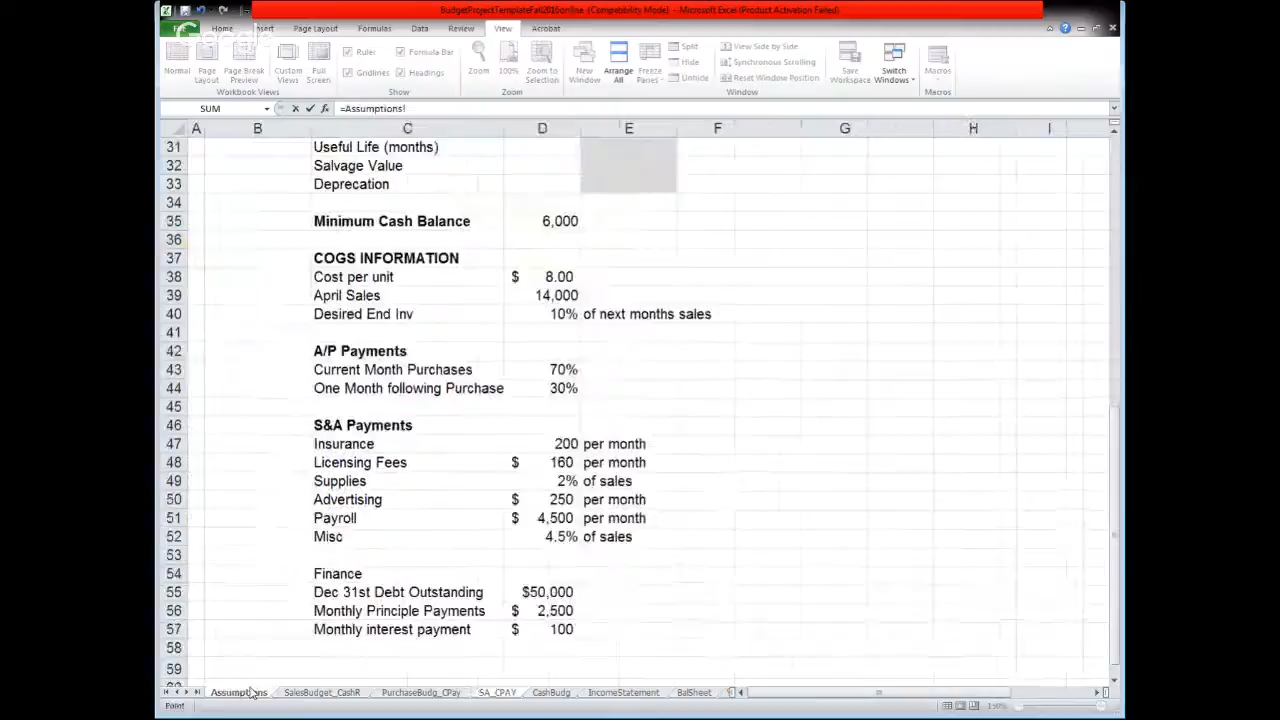 BudgetProjectTemplateFall2016online (Compatibility Mode) - Microsoft Excel (Product Activation Failed)
File Home Insert Page Layout Formulas Data Review View Acrobat
Google
Normal Page Layout Page Break Preview Custom Views Full Screen
Ruler Formula Bar
Gridlines Headings
Zoom 100% Zoom to Selection
New Window Arrange All Freeze Panes
Split
Hide
Unhide
View Side by Side
Synchronous Scrolling
Reset Window Position
Save Workspace Switch Windows Macros
Workbook Views Show Zoom Window Macros
SUM fx =Assumptions!
A B C D E F G H I
31 Useful Life (months)
32 Salvage Value
33 Deprecation
34
35 Minimum Cash Balance 6,000
36
37 COGS INFORMATION
38 Cost per unit $ 8.00
39 April Sales 14,000
40 Desired End Inv 10% of next months sales
41
42 A/P Payments
43 Current Month Purchases 70%
44 One Month following Purchase 30%
45
46 S&A Payments
47 Insurance 200 per month
48 Licensing Fees $ 160 per month
49 Supplies 2% of sales
50 Advertising $ 250 per month
51 Payroll $ 4,500 per month
52 Misc 4.5% of sales
53
54 Finance
55 Dec 31st Debt Outstanding $50,000
56 Monthly Principle Payments $ 2,500
57 Monthly interest payment $ 100
58
59
Assumptions SalesBudget_CashR PurchaseBudg_CPay SA_CPAY CashBudg IncomeStatement BalSheet
Point 150%